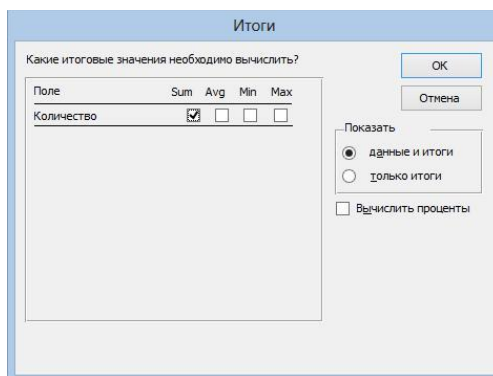 Итоги
Какие итоговые значения необходимо вычислить?
Поле Sum Avg Min Max
Количество
OK
Отмена
Показать
данные и итоги
только итоги
Вычислить проценты